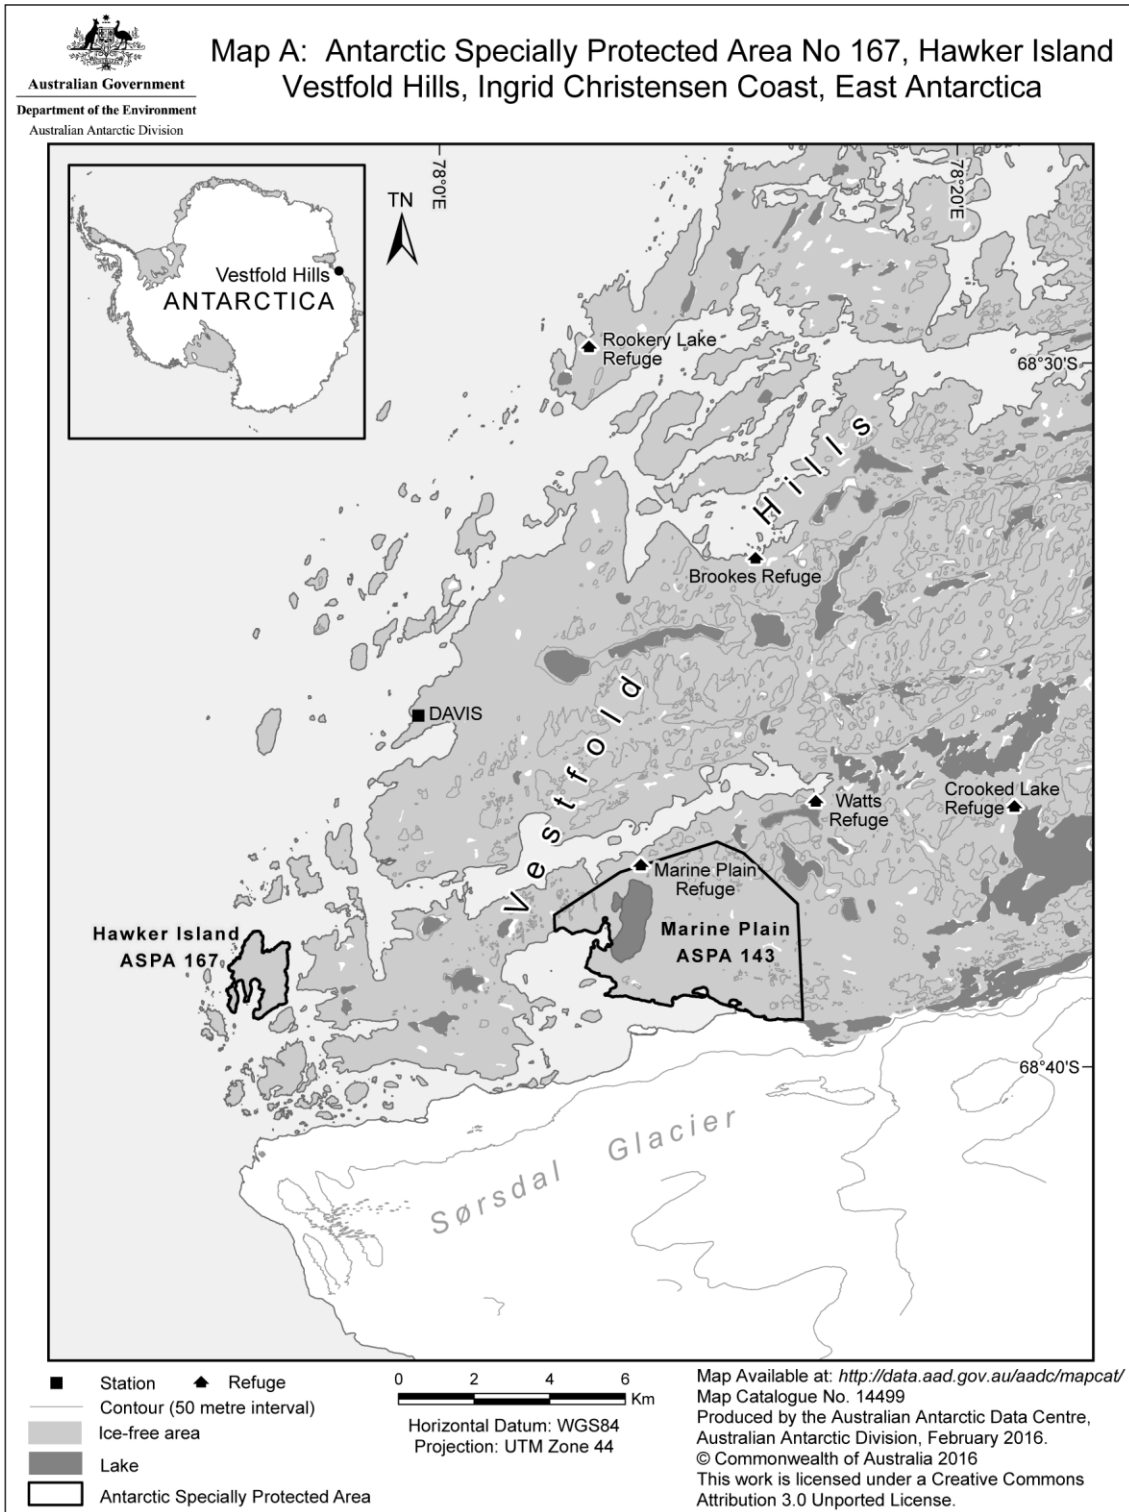 Australian Government
Department of the Environment
Australian Antarctic Division
Map A:  Antarctic Specially Protected Area No 167, Hawker Island
Vestfold Hills, Ingrid Christensen Coast, East Antarctica
78°0'E
78°20'E
TN
Vestfold Hills
ANTARCTICA
Rookery Lake
Refuge
68°30'S
Vestfold Hills
Brookes Refuge
DAVIS
Watts
Refuge
Crooked Lake
Refuge
Marine Plain
Refuge
Marine Plain
ASPA 143
Hawker Island
ASPA 167
68°40'S
Sørsdal Glacier
Station
Refuge
Contour (50 metre interval)
Ice-free area
Lake
Antarctic Specially Protected Area
0 2 4 6
Km
Horizontal Datum: WGS84
Projection: UTM Zone 44
Map Available at: http://data.aad.gov.au/aadc/mapcat/
Map Catalogue No. 14499
Produced by the Australian Antarctic Data Centre,
Australian Antarctic Division, February 2016.
© Commonwealth of Australia 2016
This work is licensed under a Creative Commons
Attribution 3.0 Unported License.